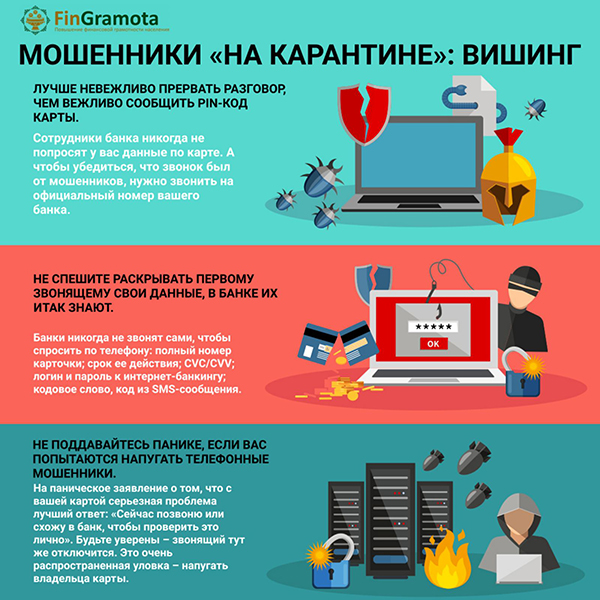 FinGramota
Повышение финансовой грамотности населения
МОШЕННИКИ «НА КАРАНТИНЕ»: ВИШИНГ
ЛУЧШЕ НЕВЕЖЛИВО ПРЕРВАТЬ РАЗГОВОР,
ЧЕМ ВЕЖЛИВО СООБЩИТЬ PIN-КОД
КАРТЫ.
Сотрудники банка никогда не
попросят у вас данные по карте. А
чтобы убедиться, что звонок был
от мошенников, нужно звонить на
официальный номер вашего
банка.
НЕ СПЕШИТЕ РАСКРЫВАТЬ ПЕРВОМУ
ЗВОНЯЩЕМУ СВОИ ДАННЫЕ, В БАНКЕ ИХ
ИТАК ЗНАЮТ.
Банки никогда не звонят сами, чтобы
спросить по телефону: полный номер
карточки; срок ее действия; CVC/CVV;
логин и пароль к интернет-банкингу;
кодовое слово, код из SMS-сообщения.
*****
OK
НЕ ПОДДАВАЙТЕСЬ ПАНИКЕ, ЕСЛИ ВАС
ПОПЫТАЮТСЯ НАПУГАТЬ ТЕЛЕФОННЫЕ
МОШЕННИКИ.
На паническое заявление о том, что с
вашей картой серьезная проблема
лучший ответ: «Сейчас позвоню или
схожу в банк, чтобы проверить это
лично». Будьте уверены – звонящий тут
же отключится. Это очень
распространенная уловка – напугать
владельца карты.